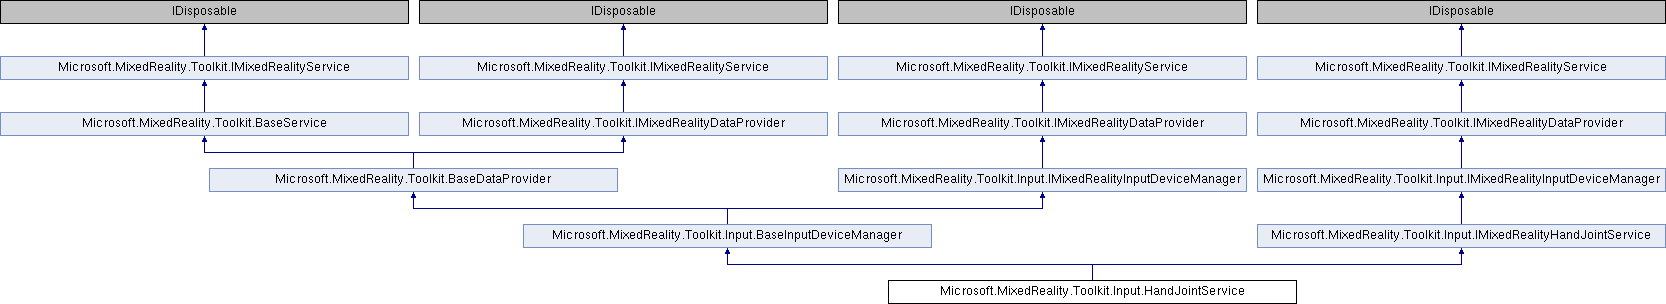 IDisposable
IDisposable
IDisposable
IDisposable
Microsoft.MixedReality.Toolkit.IMixedRealityService
Microsoft.MixedReality.Toolkit.IMixedRealityService
Microsoft.MixedReality.Toolkit.IMixedRealityService
Microsoft.MixedReality.Toolkit.IMixedRealityService
Microsoft.MixedReality.Toolkit.BaseService
Microsoft.MixedReality.Toolkit.IMixedRealityDataProvider
Microsoft.MixedReality.Toolkit.IMixedRealityDataProvider
Microsoft.MixedReality.Toolkit.IMixedRealityDataProvider
Microsoft.MixedReality.Toolkit.BaseDataProvider
Microsoft.MixedReality.Toolkit.Input.IMixedRealityInputDeviceManager
Microsoft.MixedReality.Toolkit.Input.IMixedRealityInputDeviceManager
Microsoft.MixedReality.Toolkit.Input.BaseInputDeviceManager
Microsoft.MixedReality.Toolkit.Input.IMixedRealityHandJointService
Microsoft.MixedReality.Toolkit.Input.HandJointService